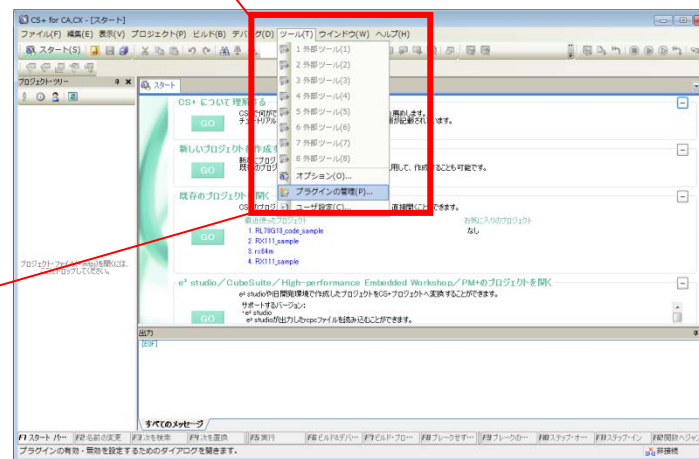 CS+ for CA,CX - [スタート]
ファイル(F) 編集(E) 表示(V) プロジェクト(P) ビルド(B) デバッグ(D) ツール(T) ウインドウ(W) ヘルプ(H)
スタート(S)
1 外部ツール(1)
2 外部ツール(2)
3 外部ツール(3)
4 外部ツール(4)
5 外部ツール(5)
6 外部ツール(6)
7 外部ツール(7)
8 外部ツール(8)
オプション(O)...
プラグインの管理(P)...
ユーザ設定(C)...
プロジェクト・ツリー
スタート
CS+ について理解する
GO
新しいプロジェクトを作成す
GO
用して、作成することも可能です。
既存のプロジェクトを開く
GO
直接開くことできます。
最近使ったプロジェクト
お気に入りのプロジェクト
1. RL78G13_code_sample
なし
2. RX111_sample
3. rx64m
4. RX111_sample
e² studio／CubeSuite／High-performance Embedded Workshop／PM+のプロジェクトを開く
e² studioや旧開発環境で作成したプロジェクトをCS+プロジェクトへ変換することができます。
サポートするバージョン:
・e² studio
GO
e² studioが出力したrcpcファイルを読み込むことができます。
出力
[EOF]
すべてのメッセージ
F1 スタート パ… F2 名前の変更 F3 次を検索 F4 次を置換 F5 実行 F6 ビルド&デバ… F7 ビルド・プロ… F8 ブレークせず… F9 ブレークの… F10 ステップ・オー… F11 ステップ・イン F12 関数へジャン
プラグインの有効・無効を設定するためのダイアログを開きます。
非接続